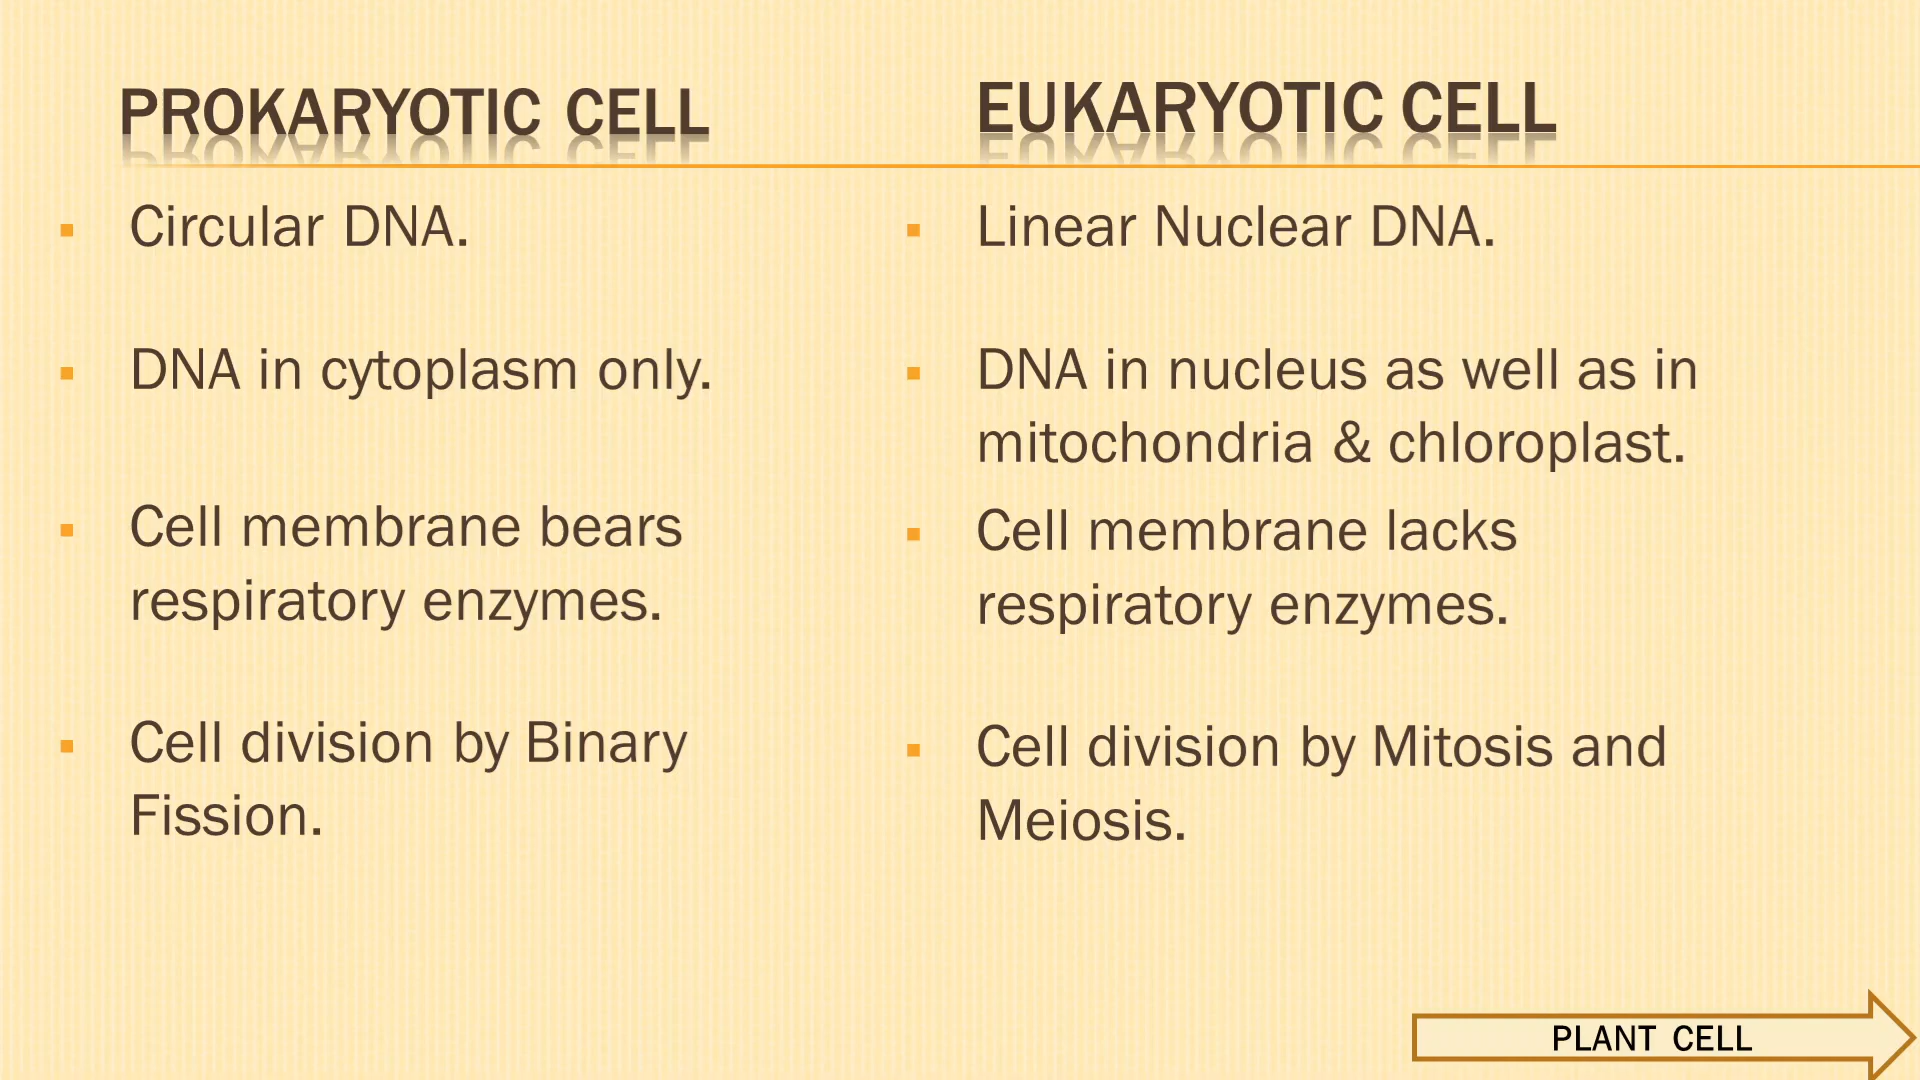 PROKARYOTIC CELL
Circular DNA.
DNA in cytoplasm only.
Cell membrane bears
respiratory enzymes.
Cell division by Binary
Fission.
EUKARYOTIC CELL
Linear Nuclear DNA.
DNA in nucleus as well as in
mitochondria & chloroplast.
Cell membrane lacks
respiratory enzymes.
Cell division by Mitosis and
Meiosis.
PLANT CELL